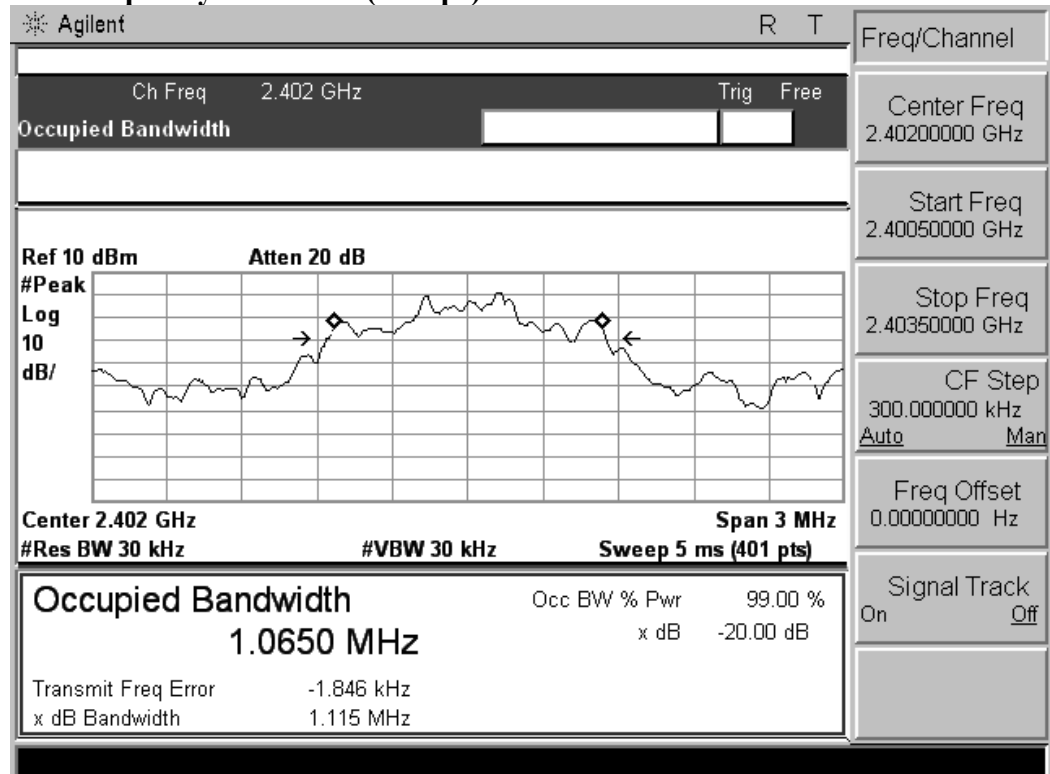 Agilent R T
Freq/Channel
Ch Freq 2.402 GHz Trig Free
Occupied Bandwidth
Center Freq
2.40200000 GHz
Start Freq
2.40050000 GHz
Stop Freq
2.40350000 GHz
CF Step
300.000000 kHz
Auto Man
Freq Offset
0.00000000 Hz
Signal Track
On Off
Ref 10 dBm Atten 20 dB
#Peak
Log
10
dB/
Center 2.402 GHz Span 3 MHz
#Res BW 30 kHz #VBW 30 kHz Sweep 5 ms (401 pts)
Occupied Bandwidth
1.0650 MHz
Occ BW % Pwr 99.00 %
x dB -20.00 dB
Transmit Freq Error -1.846 kHz
x dB Bandwidth 1.115 MHz